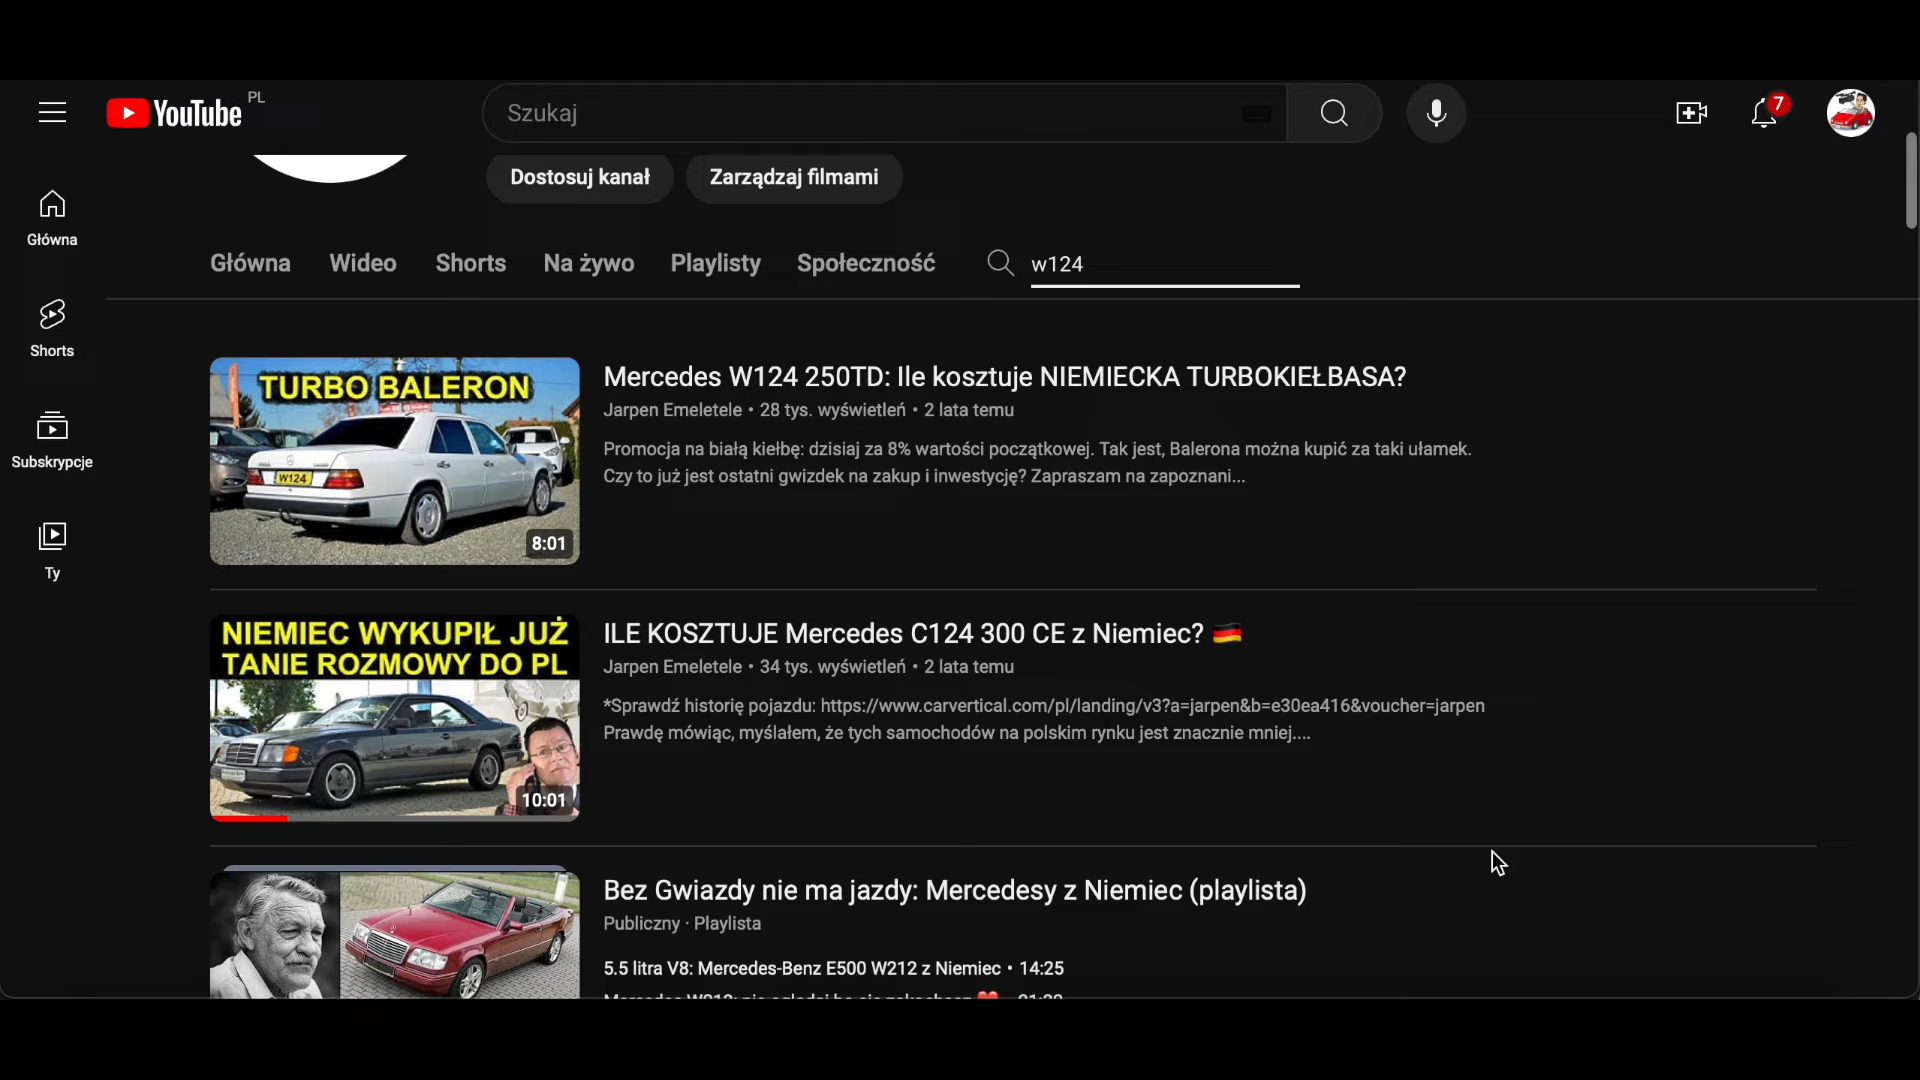 YouTube PL
Szukaj
7
Dostosuj kanał
Zarządzaj filmami
Główna
Shorts
Subskrypcje
Ty
Główna Wideo Shorts Na żywo Playlisty Społeczność w124
TURBO BALERON
W124
8:01
Mercedes W124 250TD: Ile kosztuje NIEMIECKA TURBOKIEŁBASA?
Jarpen Emeletele • 28 tys. wyświetleń • 2 lata temu
Promocja na białą kiełbę: dzisiaj za 8% wartości początkowej. Tak jest, Balerona można kupić za taki ułamek.
Czy to już jest ostatni gwizdek na zakup i inwestycję? Zapraszam na zapoznani...
NIEMIEC WYKUPIŁ JUŻ
TANIE ROZMOWY DO PL
10:01
ILE KOSZTUJE Mercedes C124 300 CE z Niemiec? 🇩🇪
Jarpen Emeletele • 34 tys. wyświetleń • 2 lata temu
*Sprawdź historię pojazdu: https://www.carvertical.com/pl/landing/v3?a=jarpen&b=e30ea416&voucher=jarpen
Prawdę mówiąc, myślałem, że tych samochodów na polskim rynku jest znacznie mniej....
Bez Gwiazdy nie ma jazdy: Mercedesy z Niemiec (playlista)
Publiczny · Playlista
5.5 litra V8: Mercedes-Benz E500 W212 z Niemiec • 14:25